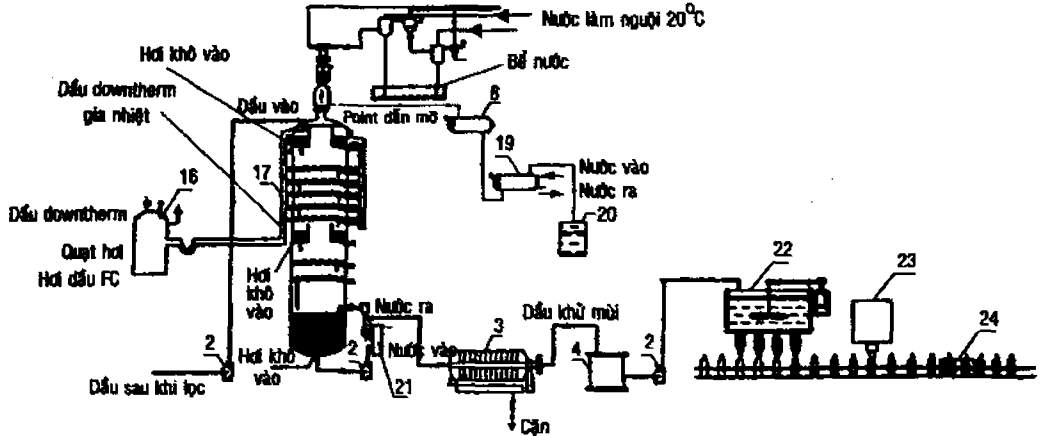 Nước làm nguội 20°C
Hơi khô vào
Bể nước
Dầu downtherm
gia nhiệt
Dầu vào
Point dẫn mỡ
6
19
Nước vào
Nước ra
17
16
20
Dầu downtherm
Quạt hơi
Hơi dầu FC
Hơi
khô
vào
22
23
Nước ra
Dầu khử mùi
3
24
2
Hơi khô
vào
2
Nước vào
4
2
Dầu sau khi lọc
21
Cặn